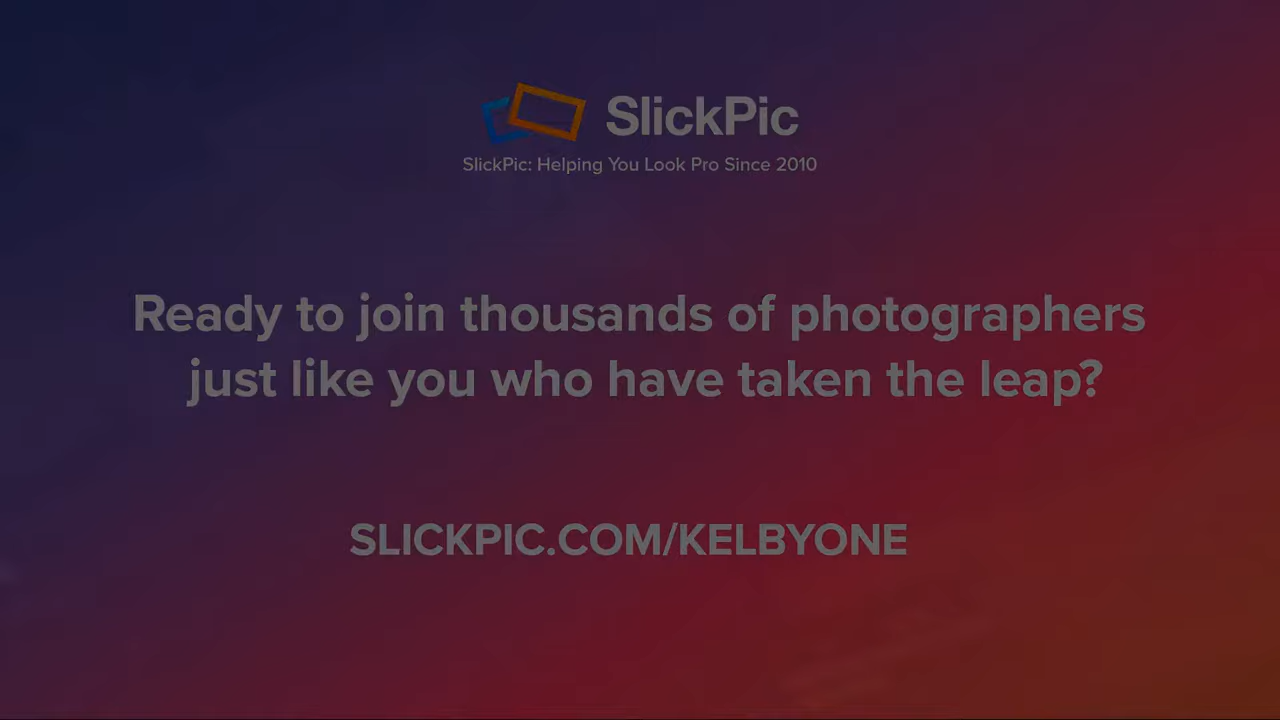 SlickPic
SlickPic: Helping You Look Pro Since 2010
Ready to join thousands of photographers
just like you who have taken the leap?
SLICKPIC.COM/KELBYONE